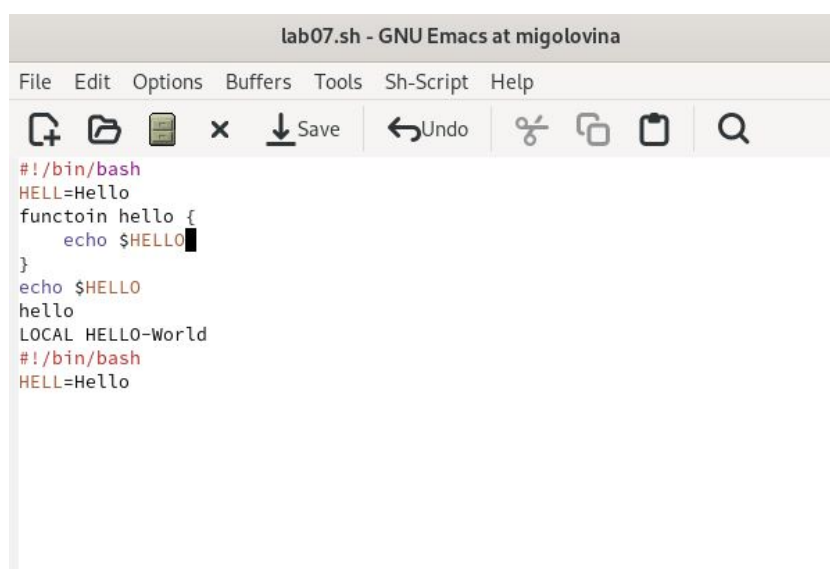 lab07.sh - GNU Emacs at migolovina
File Edit Options Buffers Tools Sh-Script Help
Save Undo
#!/bin/bash
HELL=Hello
functoin hello {
    echo $HELLO
}
echo $HELLO
hello
LOCAL HELLO-World
#!/bin/bash
HELL=Hello